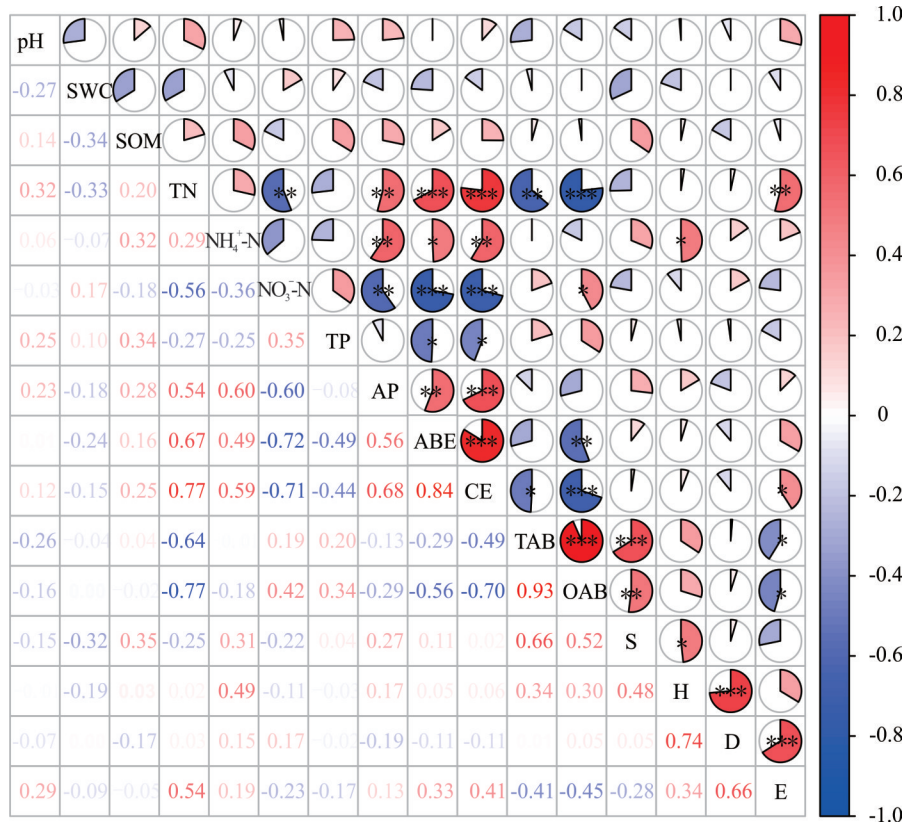 pH
-0.27 SWC
0.14 -0.34 SOM
0.32 -0.33 0.20 TN ** ** *** *** ** *** **
0.06 -0.07 0.32 0.29 NH₄⁺-N ** * ** *
-0.03 0.17 -0.18 -0.56 -0.36 NO₃⁻-N ** *** *** *
0.25 0.10 0.34 -0.27 -0.25 0.35 TP * *
0.23 -0.18 0.28 0.54 0.60 -0.60 -0.08 AP ** ***
-0.24 0.16 0.67 0.49 -0.72 -0.49 0.56 ABE *** **
0.12 -0.15 0.25 0.77 0.59 -0.71 -0.44 0.68 0.84 CE * *** *
-0.26 -0.04 -0.64 0.19 0.20 -0.13 -0.29 -0.49 TAB *** *** *
-0.16 -0.77 -0.18 0.42 0.34 -0.29 -0.56 -0.70 0.93 OAB ** *
-0.15 -0.32 0.35 -0.25 0.31 -0.22 0.04 0.27 0.11 0.02 0.66 0.52 S *
-0.19 0.03 0.02 0.49 -0.11 -0.03 0.17 0.05 0.06 0.34 0.30 0.48 H ***
-0.07 -0.17 0.03 0.15 0.17 -0.02 -0.19 -0.11 -0.11 0.05 0.05 0.74 D ***
0.29 -0.09 -0.05 0.54 0.19 -0.23 -0.17 0.13 0.33 0.41 -0.41 -0.45 -0.28 0.34 0.66 E
1.0
0.8
0.6
0.4
0.2
0
-0.2
-0.4
-0.6
-0.8
-1.0